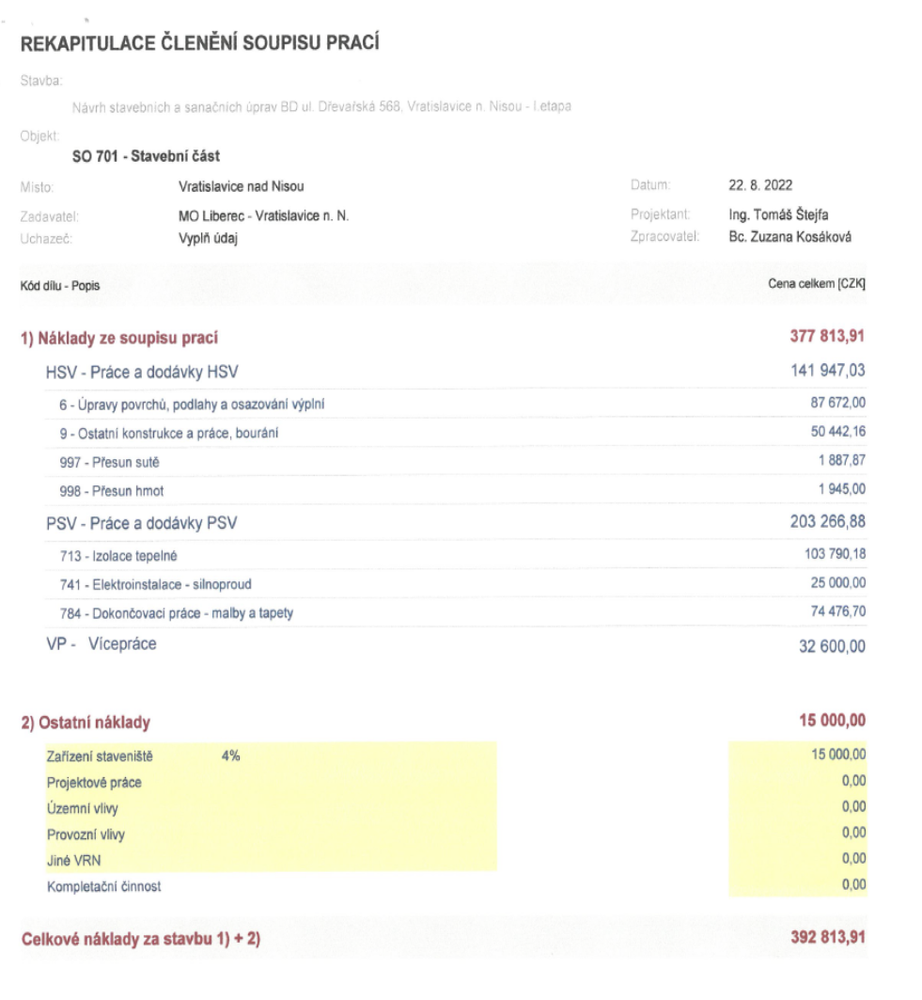 REKAPITULACE ČLENĚNÍ SOUPISU PRACÍ
Stavba:
Návrh stavebních a sanačních úprav BD ul. Dřevařská 568, Vratislavice n. Nisou - I.etapa
Objekt:
SO 701 - Stavební část
Místo: Vratislavice nad Nisou Datum: 22. 8. 2022
Zadavatel: MO Liberec - Vratislavice n. N. Projektant: Ing. Tomáš Štejfa
Uchazeč: Vyplň údaj Zpracovatel: Bc. Zuzana Kosáková
Kód dílu - Popis Cena celkem [CZK]
1) Náklady ze soupisu prací 377 813,91
HSV - Práce a dodávky HSV 141 947,03
6 - Úpravy povrchů, podlahy a osazování výplní 87 672,00
9 - Ostatní konstrukce a práce, bourání 50 442,16
997 - Přesun sutě 1 887,87
998 - Přesun hmot 1 945,00
PSV - Práce a dodávky PSV 203 266,88
713 - Izolace tepelné 103 790,18
741 - Elektroinstalace - silnoproud 25 000,00
784 - Dokončovací práce - malby a tapety 74 476,70
VP - Vícepráce 32 600,00
2) Ostatní náklady 15 000,00
Zařízení staveniště 4% 15 000,00
Projektové práce 0,00
Územní vlivy 0,00
Provozní vlivy 0,00
Jiné VRN 0,00
Kompletační činnost 0,00
Celkové náklady za stavbu 1) + 2) 392 813,91